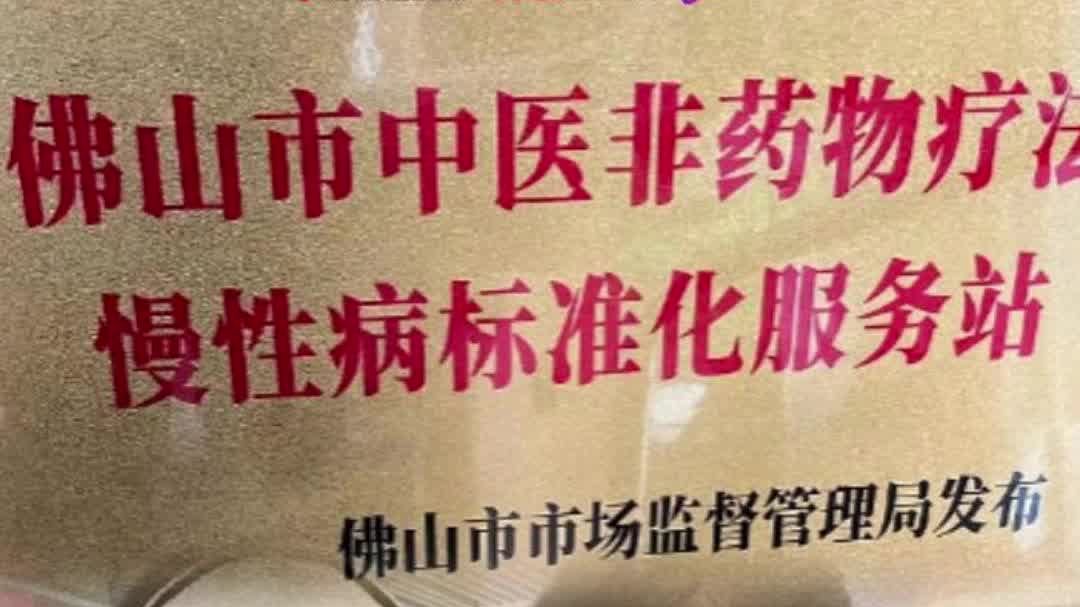 佛山市中医非药物疗法
慢性病标准化服务站
佛山市市场监督管理局发布